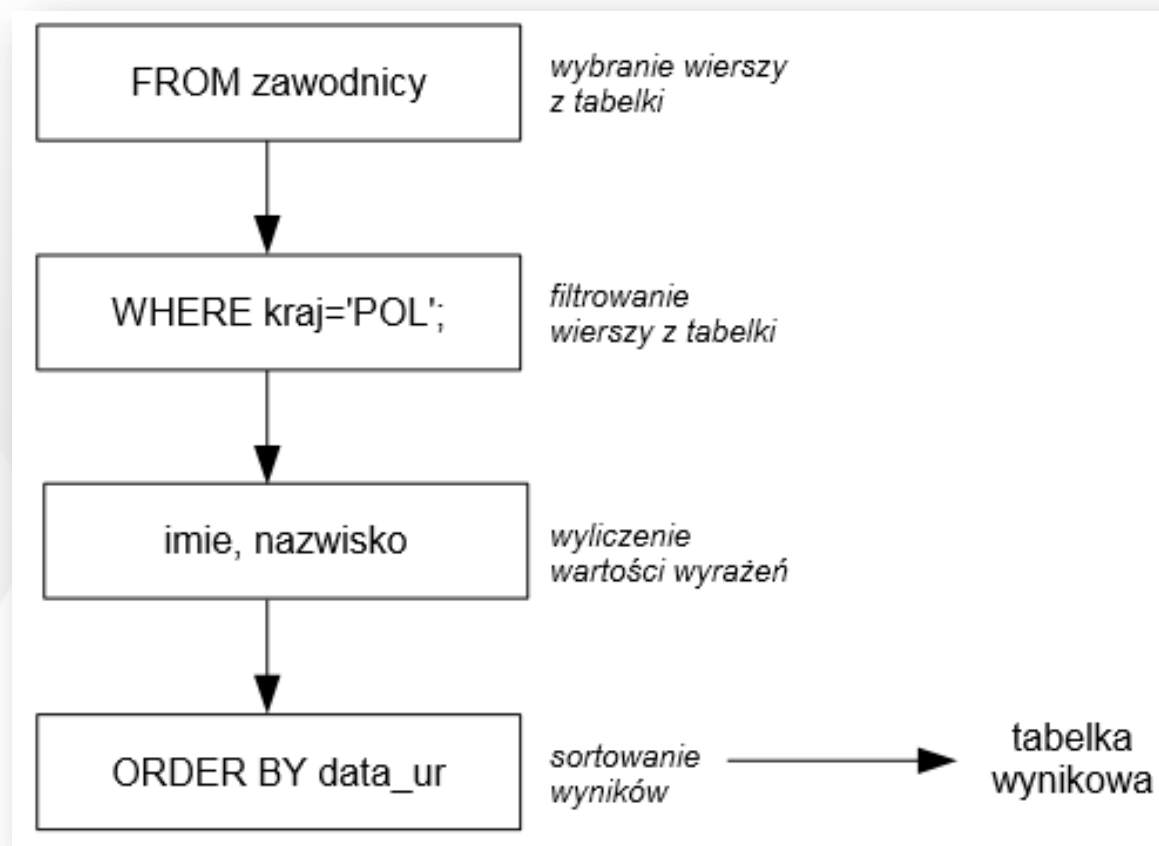 FROM zawodnicy
wybranie wierszy
z tabelki
WHERE kraj='POL';
filtrowanie
wierszy z tabelki
imie, nazwisko
wyliczenie
wartości wyrażeń
ORDER BY data_ur
sortowanie
wyników
tabelka
wynikowa